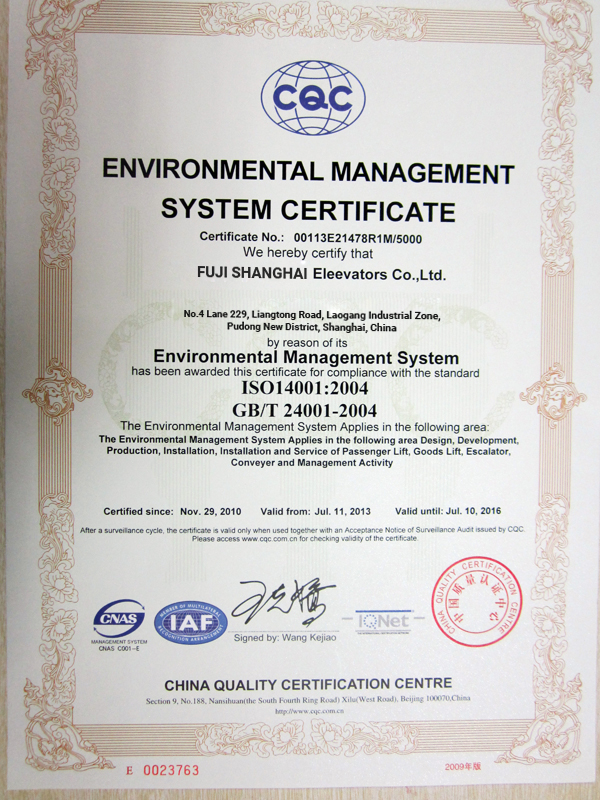 CQC
ENVIRONMENTAL MANAGEMENT
SYSTEM CERTIFICATE
Certificate No.: 00113E21478R1M/5000
We hereby certify that
FUJI SHANGHAI Eleevators Co.,Ltd.
No.4 Lane 229, Liangtong Road, Laogang Industrial Zone,
Pudong New District, Shanghai, China
by reason of its
Environmental Management System
has been awarded this certificate for compliance with the standard
ISO14001:2004
GB/T 24001-2004
The Environmental Management System Applies in the following area:
The Environmental Management System Applies in the following area Design, Development,
Production, Installation, Installation and Service of Passenger Lift, Goods Lift, Escalator,
Conveyer and Management Activity
Certified since: Nov. 29, 2010 Valid from: Jul. 11, 2013 Valid until: Jul. 10, 2016
After a surveillance cycle, the certificate is valid only when used together with an Acceptance Notice of Surveillance Audit issued by CQC.
Please access www.cqc.com.cn for checking validity of the certificate.
CNAS
MANAGEMENT SYSTEM
CNAS C001-E
MEMBER OF MULTILATERAL
IAF
RECOGNITION ARRANGEMENT
王克娇
Signed by: Wang Kejiao
IQNet
CHINA QUALITY CERTIFICATION CENTRE
中国质量认证中心
CHINA QUALITY CERTIFICATION CENTRE
Section 9, No.188, Nansihuan(the South Fourth Ring Road) Xilu(West Road), Beijing 100070,China
http://www.cqc.com.cn
E 0023763
2009年版